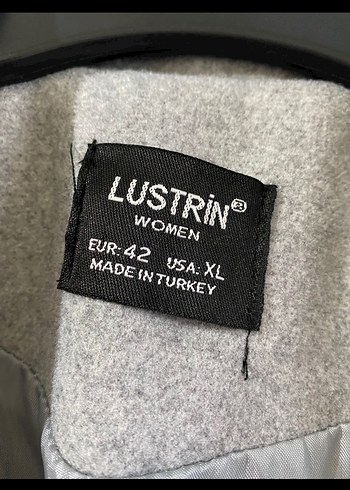 LUSTRİN®
WOMEN
EUR: 42 USA: XL
MADE IN TURKEY